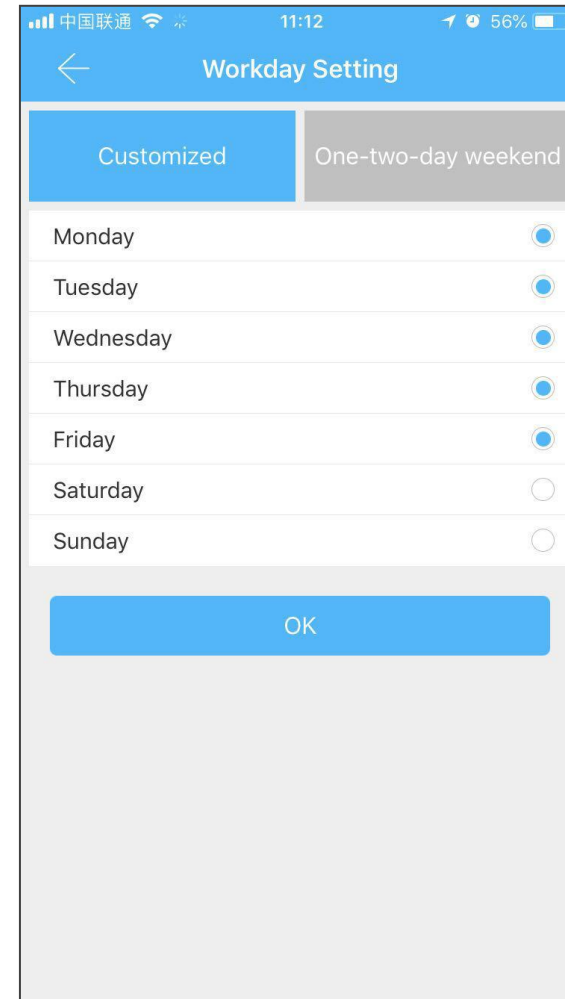 中国联通 11:12 56%
Workday Setting
Customized One-two-day weekend
Monday
Tuesday
Wednesday
Thursday
Friday
Saturday
Sunday
OK